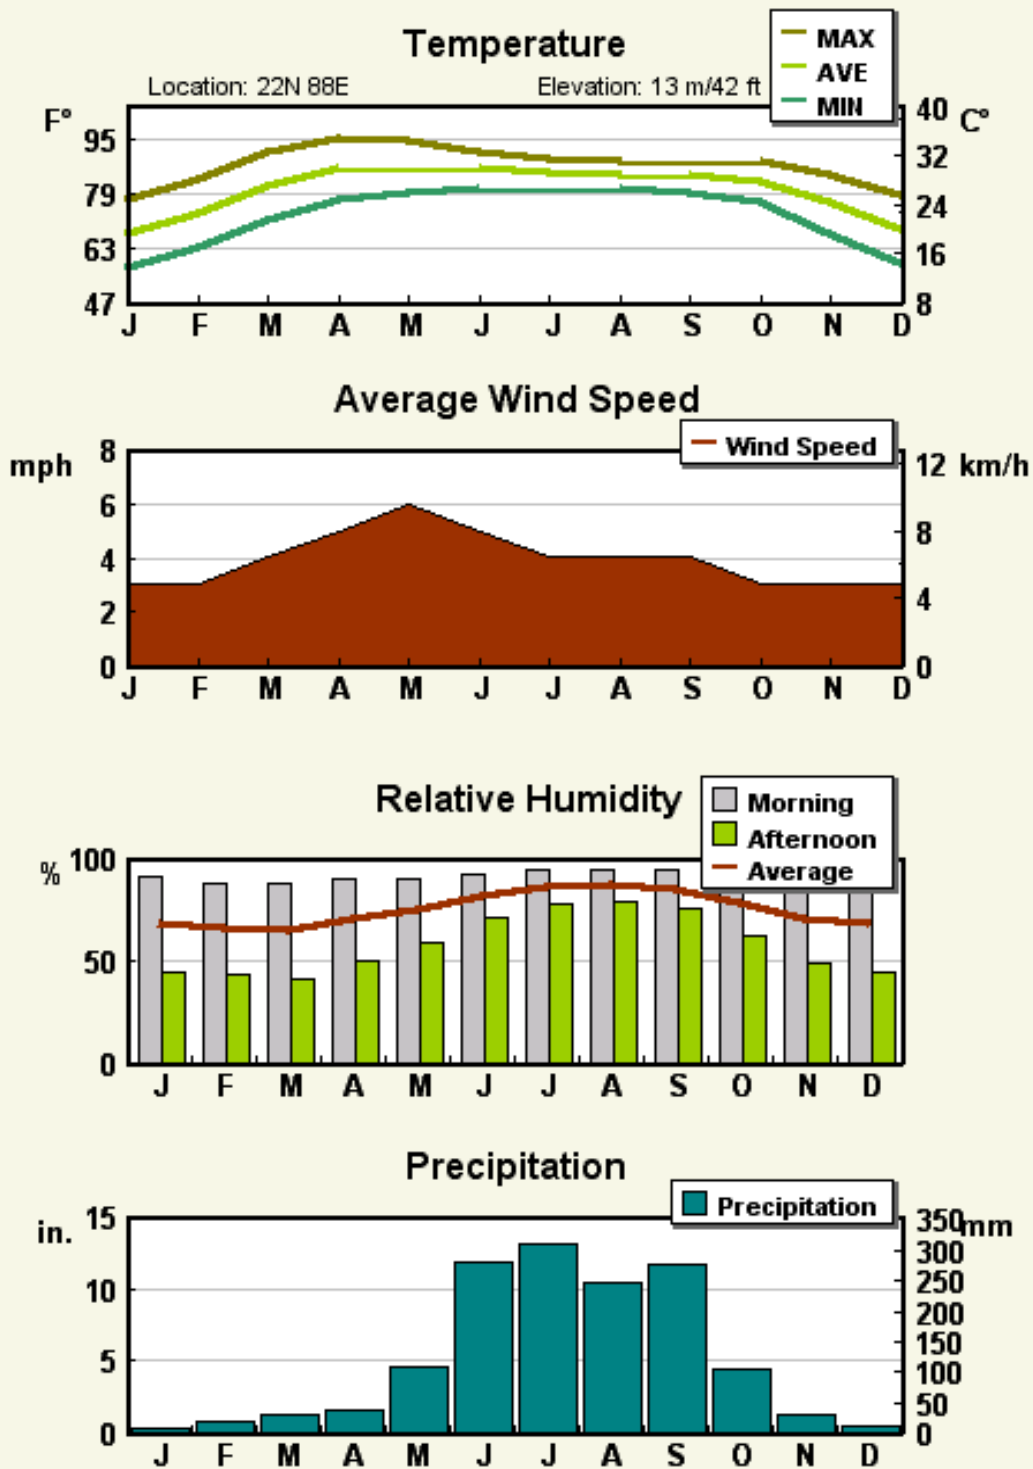 Temperature
MAX
AVE
MIN
Location: 22N 88E Elevation: 13 m/42 ft
F° 40 C°
95 32
79 24
63 16
47 8
J F M A M J J A S O N D
Average Wind Speed
Wind Speed
mph 8 12 km/h
6
8
4
4
2
0 0
J F M A M J J A S O N D
Relative Humidity
Morning
Afternoon
Average
% 100
50
0
J F M A M J J A S O N D
Precipitation
Precipitation
in. 15 350 mm
300
10 250
200
150
5 100
50
0 0
J F M A M J J A S O N D